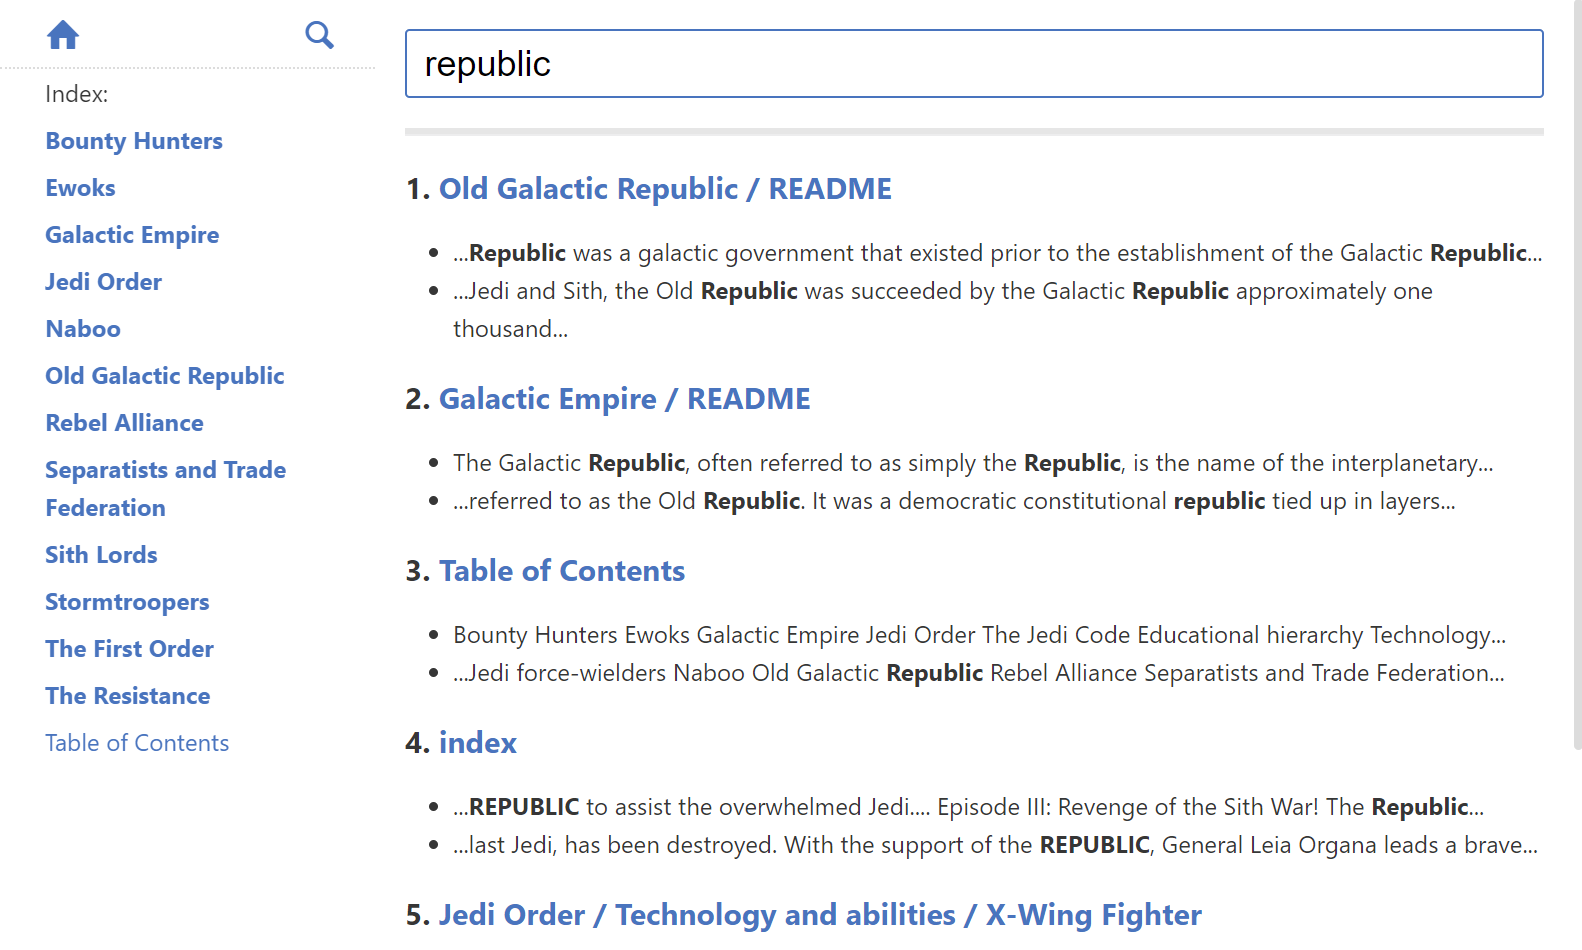 Index:
Bounty Hunters
Ewoks
Galactic Empire
Jedi Order
Naboo
Old Galactic Republic
Rebel Alliance
Separatists and Trade
Federation
Sith Lords
Stormtroopers
The First Order
The Resistance
Table of Contents
republic
1. Old Galactic Republic / README
...Republic was a galactic government that existed prior to the establishment of the Galactic Republic...
...Jedi and Sith, the Old Republic was succeeded by the Galactic Republic approximately one
thousand...
2. Galactic Empire / README
The Galactic Republic, often referred to as simply the Republic, is the name of the interplanetary...
...referred to as the Old Republic. It was a democratic constitutional republic tied up in layers...
3. Table of Contents
Bounty Hunters Ewoks Galactic Empire Jedi Order The Jedi Code Educational hierarchy Technology...
...Jedi force-wielders Naboo Old Galactic Republic Rebel Alliance Separatists and Trade Federation...
4. index
...REPUBLIC to assist the overwhelmed Jedi.... Episode III: Revenge of the Sith War! The Republic...
...last Jedi, has been destroyed. With the support of the REPUBLIC, General Leia Organa leads a brave...
5. Jedi Order / Technology and abilities / X-Wing Fighter